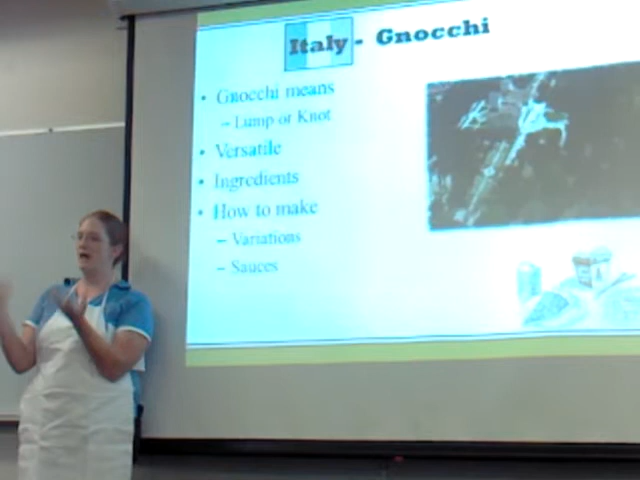 Italy - Gnocchi
• Gnocchi means
– Lump or Knot
• Versatile
• Ingredients
• How to make
– Variations
– Sauces